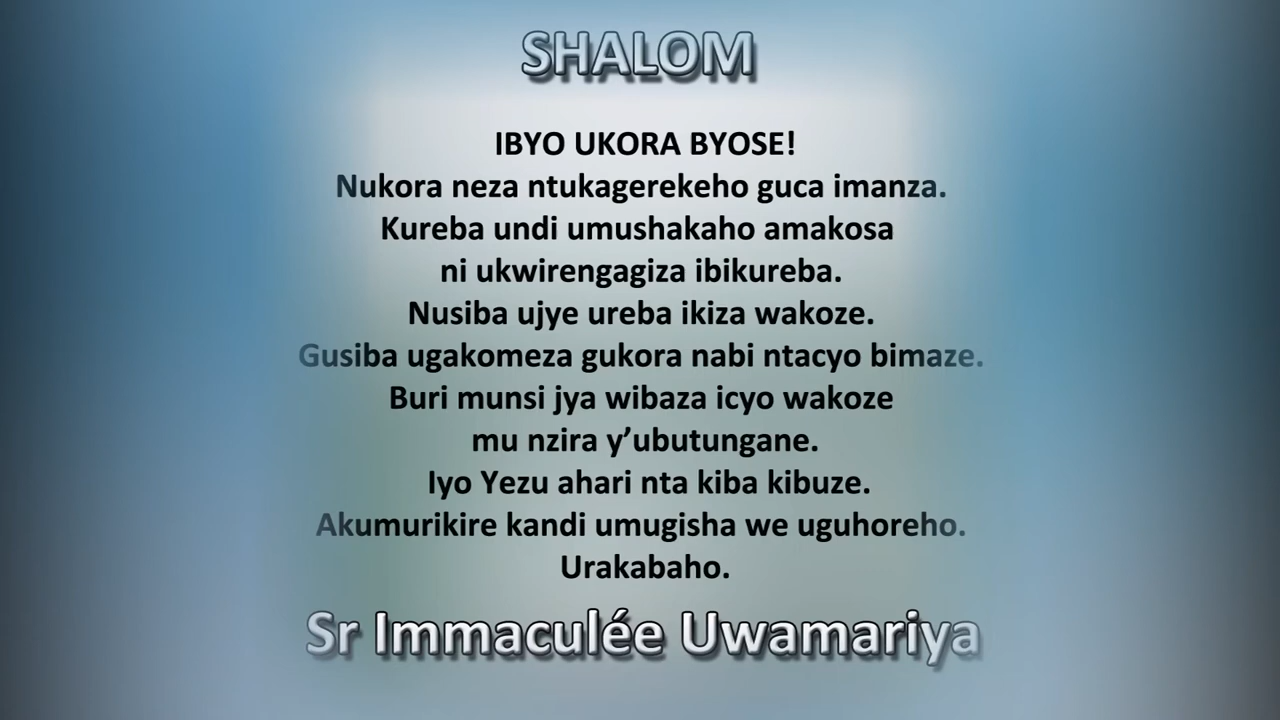 SHALOM
IBYO UKORA BYOSE!
Nukora neza ntukagerekeho guca imanza.
Kureba undi umushakaho amakosa
ni ukwirengagiza ibikureba.
Nusiba ujye ureba ikiza wakoze.
Gusiba ugakomeza gukora nabi ntacyo bimaze.
Buri munsi jya wibaza icyo wakoze
mu nzira y’ubutungane.
Iyo Yezu ahari nta kiba kibuze.
Akumurikire kandi umugisha we uguhoreho.
Urakabaho.
Sr Immaculée Uwamariya